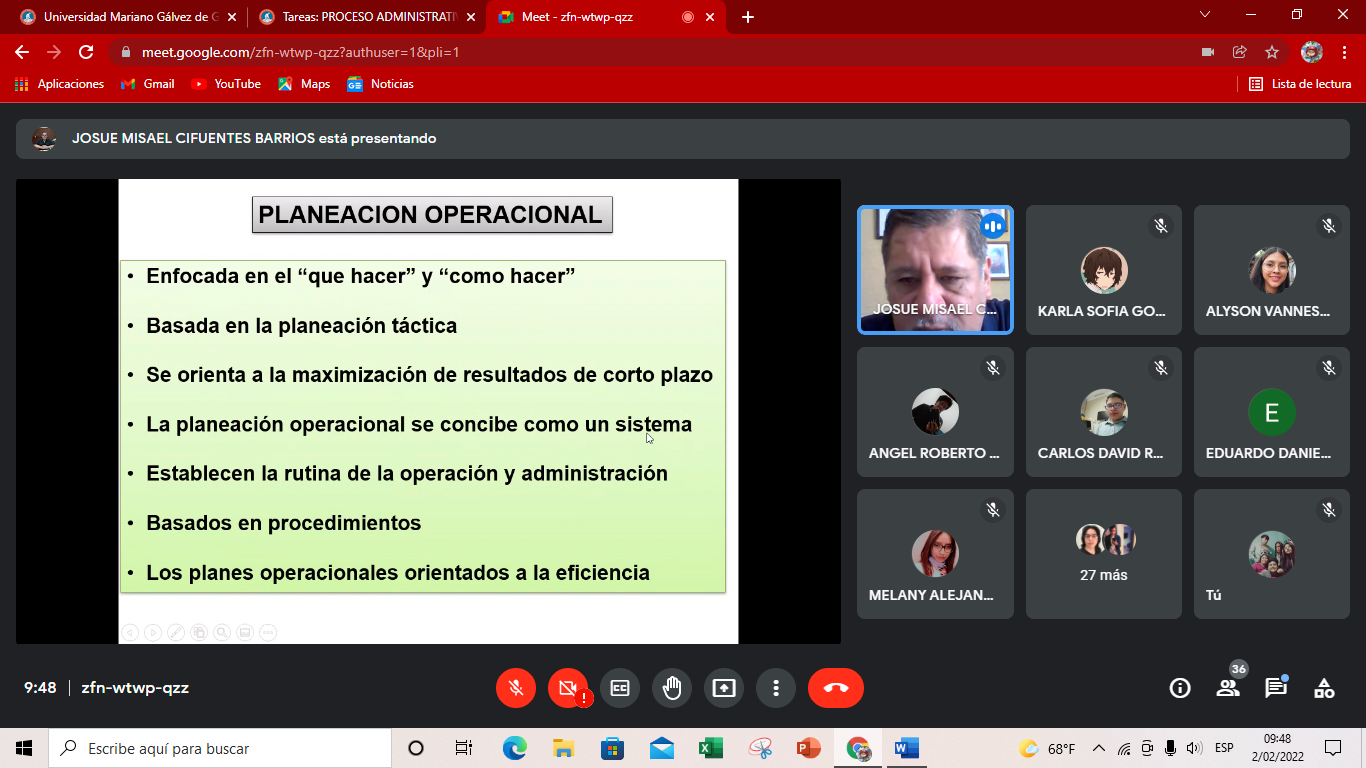 Universidad Mariano Gálvez de G
Tareas: PROCESO ADMINISTRATIV
Meet - zfn-wtwp-qzz
meet.google.com/zfn-wtwp-qzz?authuser=1&pli=1
Aplicaciones
Gmail
YouTube
Maps
Noticias
Lista de lectura
JOSUE MISAEL CIFUENTES BARRIOS está presentando
PLANEACION OPERACIONAL
• Enfocada en el “que hacer” y “como hacer”
• Basada en la planeación táctica
• Se orienta a la maximización de resultados de corto plazo
• La planeación operacional se concibe como un sistema
• Establecen la rutina de la operación y administración
• Basados en procedimientos
• Los planes operacionales orientados a la eficiencia
JOSUE MISAEL C...
KARLA SOFIA GO...
ALYSON VANNES...
ANGEL ROBERTO ...
CARLOS DAVID R...
E
EDUARDO DANIE...
MELANY ALEJAN...
27 más
Tú
9:48 | zfn-wtwp-qzz
36
Escribe aquí para buscar
68°F
ESP
09:48
2/02/2022